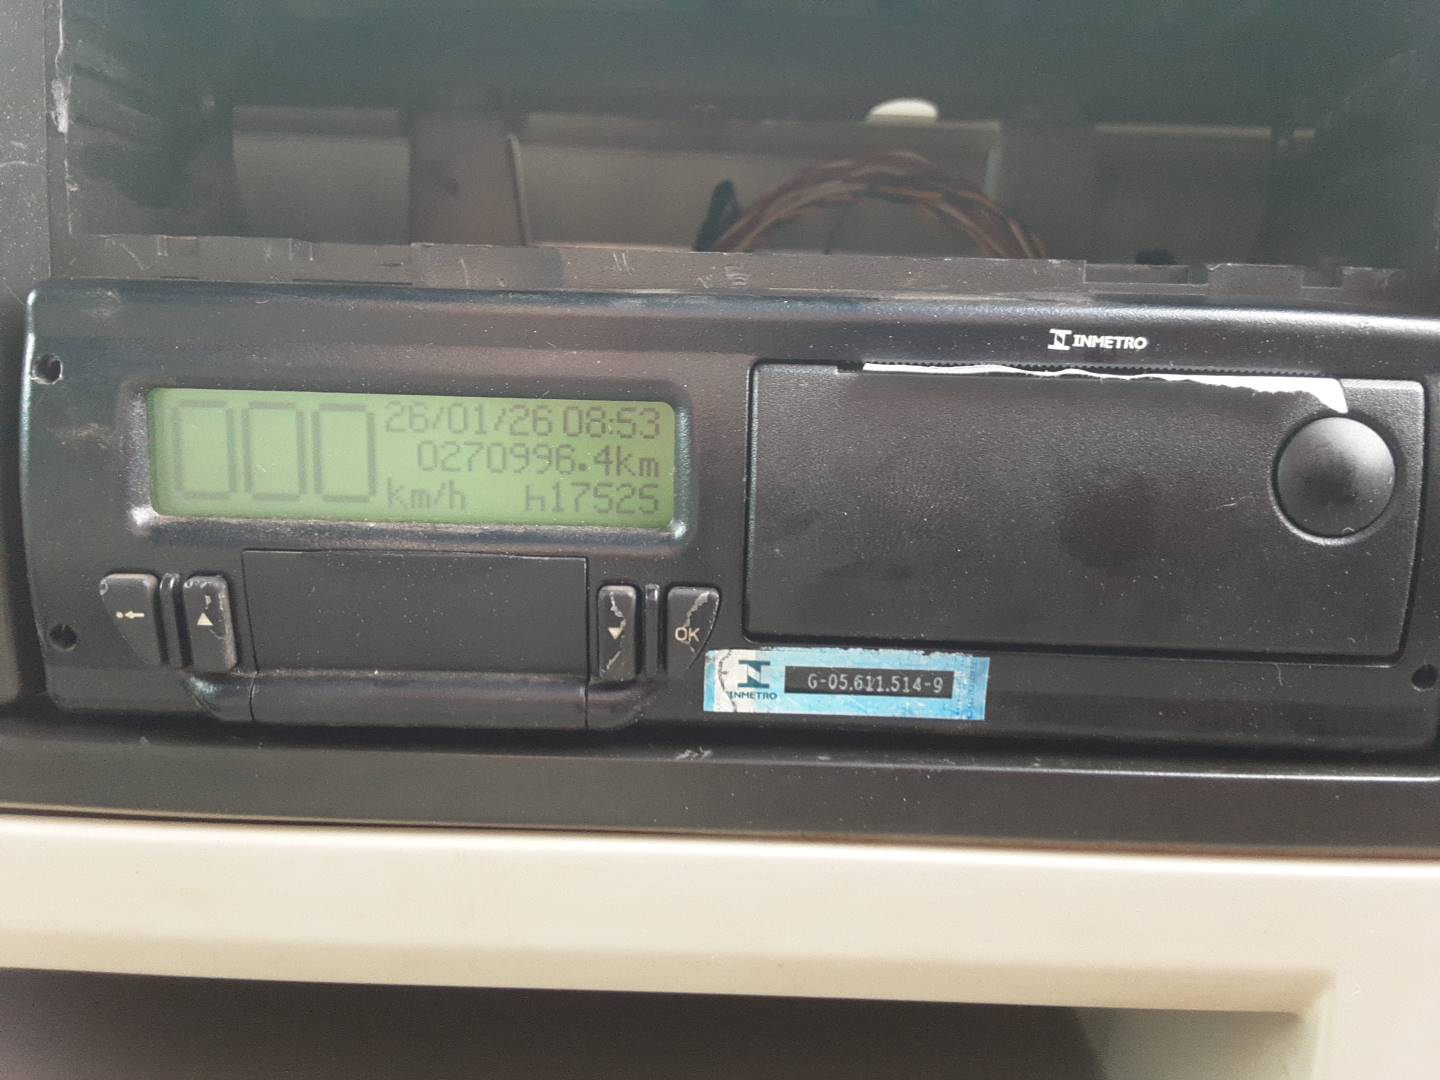 INMETRO
000 km/h
26/01/26 08:53
0270996.4km
h17525
OK
INMETRO
G-05.611.514-9